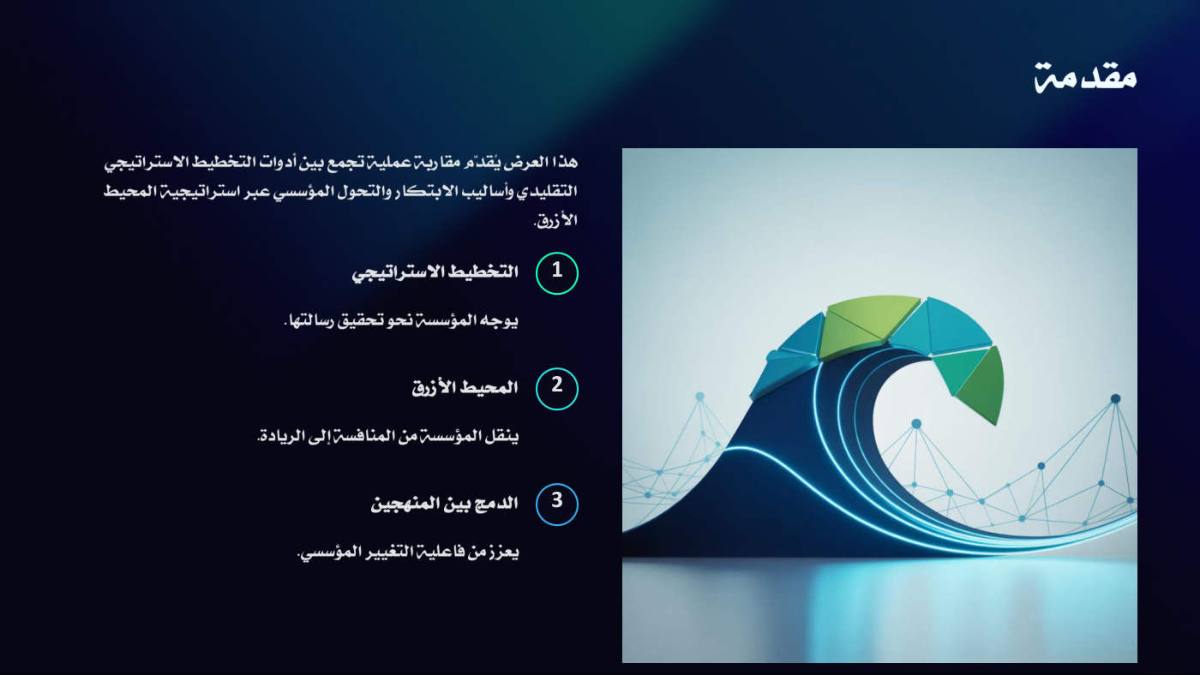 مقدمة
هذا العرض يُقدّم مقاربة عملية تجمع بين أدوات التخطيط الاستراتيجي
التقليدي وأساليب الابتكار والتحول المؤسسي عبر استراتيجية المحيط
الأزرق.
1 التخطيط الاستراتيجي
يوجه المؤسسة نحو تحقيق رسالتها.
2 المحيط الأزرق
ينقل المؤسسة من المنافسة إلى الريادة.
3 الدمج بين المنهجين
يعزز من فاعلية التغيير المؤسسي.